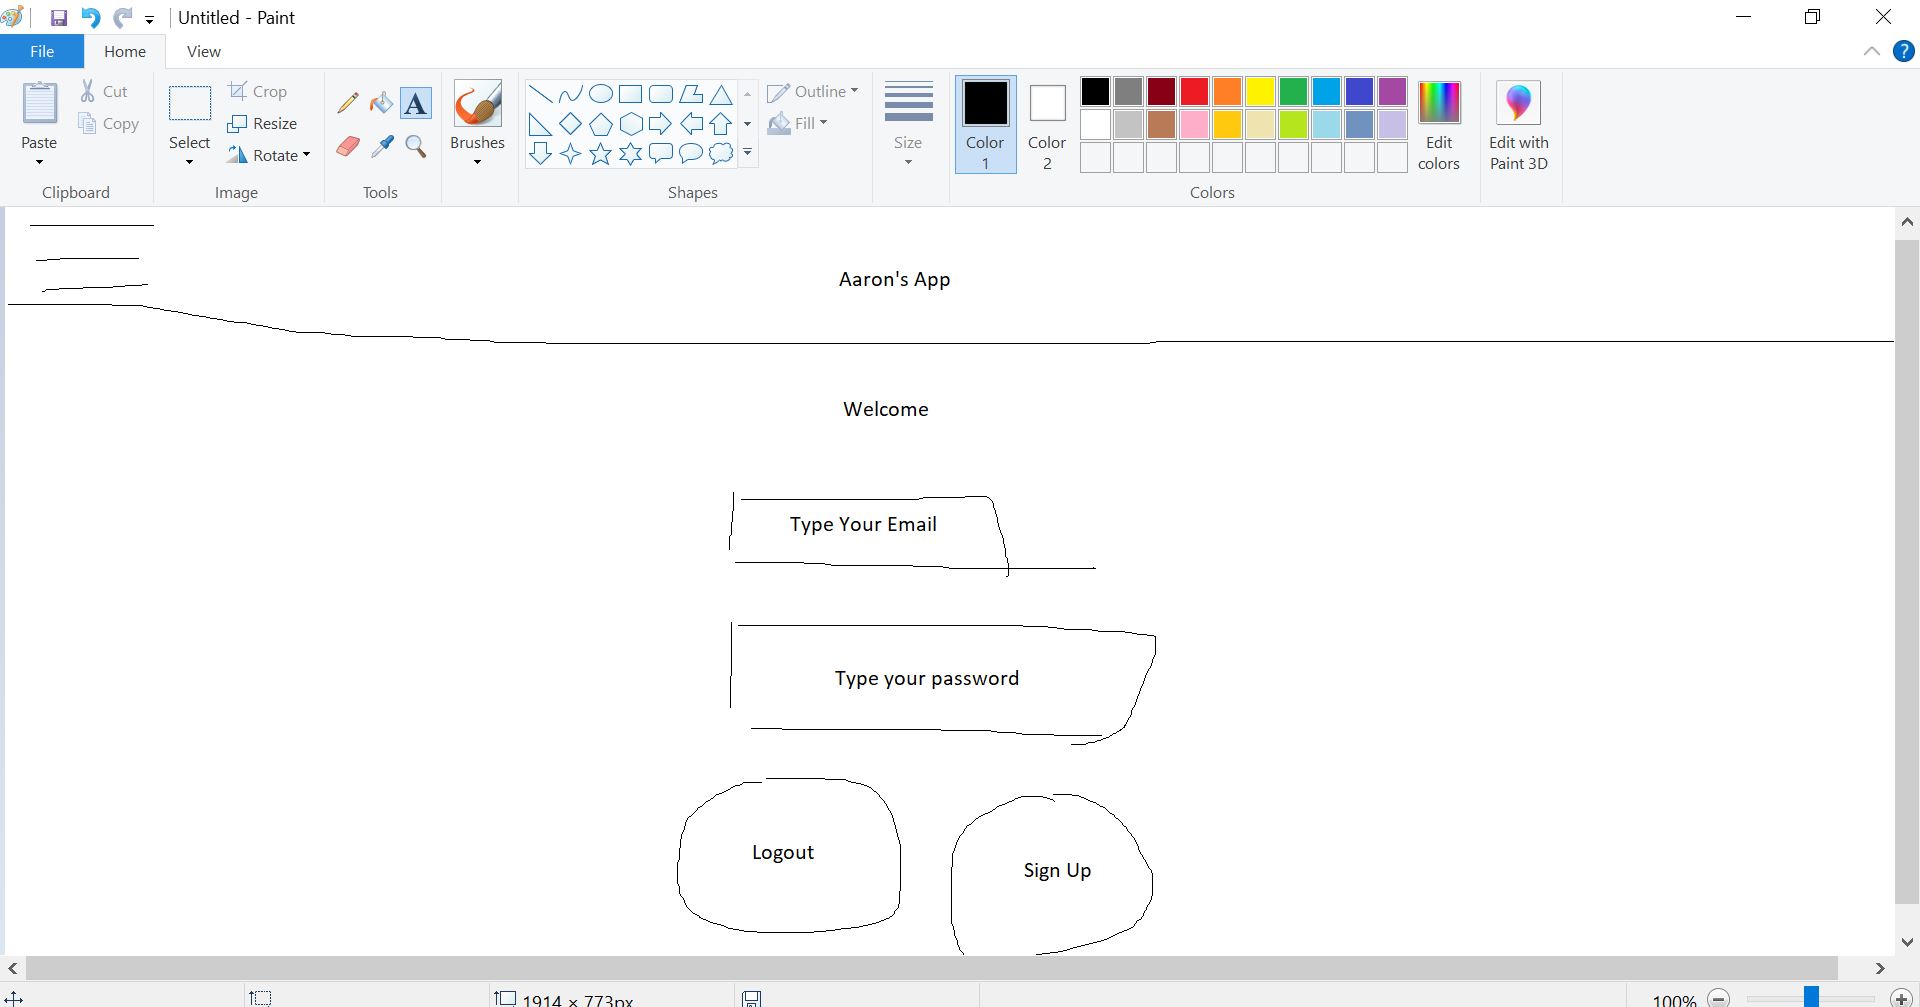 Untitled - Paint
File Home View
Paste
Cut
Copy
Clipboard
Select
Crop
Resize
Rotate
Image
A
Tools
Brushes
Shapes
Outline
Fill
Size
Color 1
Color 2
Colors
Edit colors
Edit with Paint 3D
?
Aaron's App
Welcome
Type Your Email
Type your password
Logout
Sign Up
1914 × 773px
100%